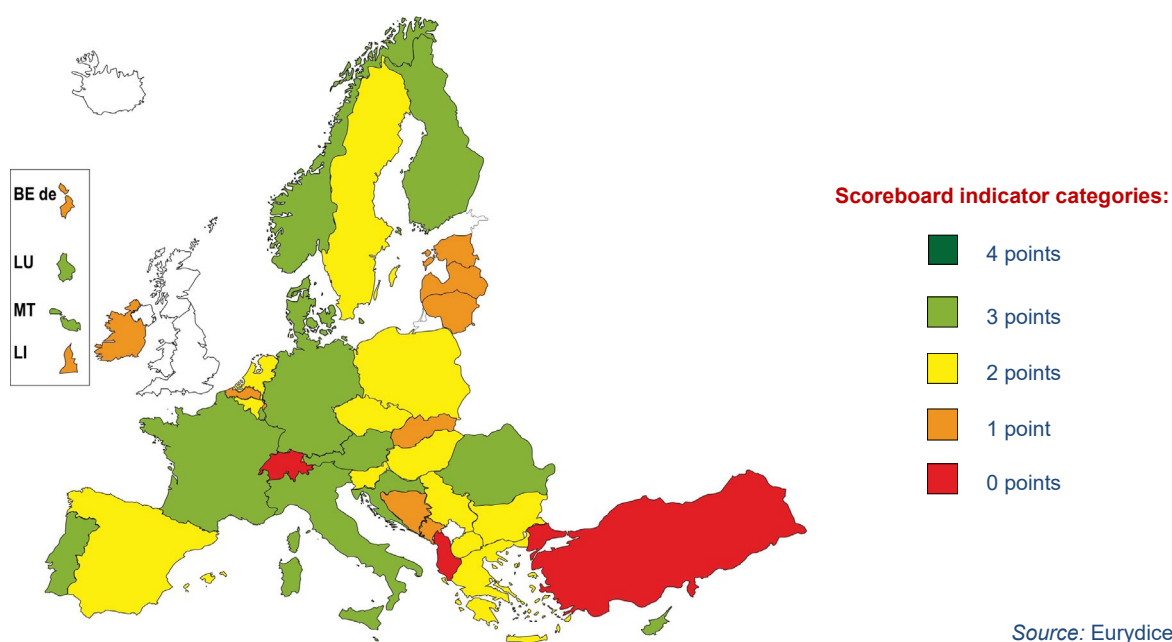 BE de
LU
MT
LI
Scoreboard indicator categories:
4 points
3 points
2 points
1 point
0 points
Source: Eurydice